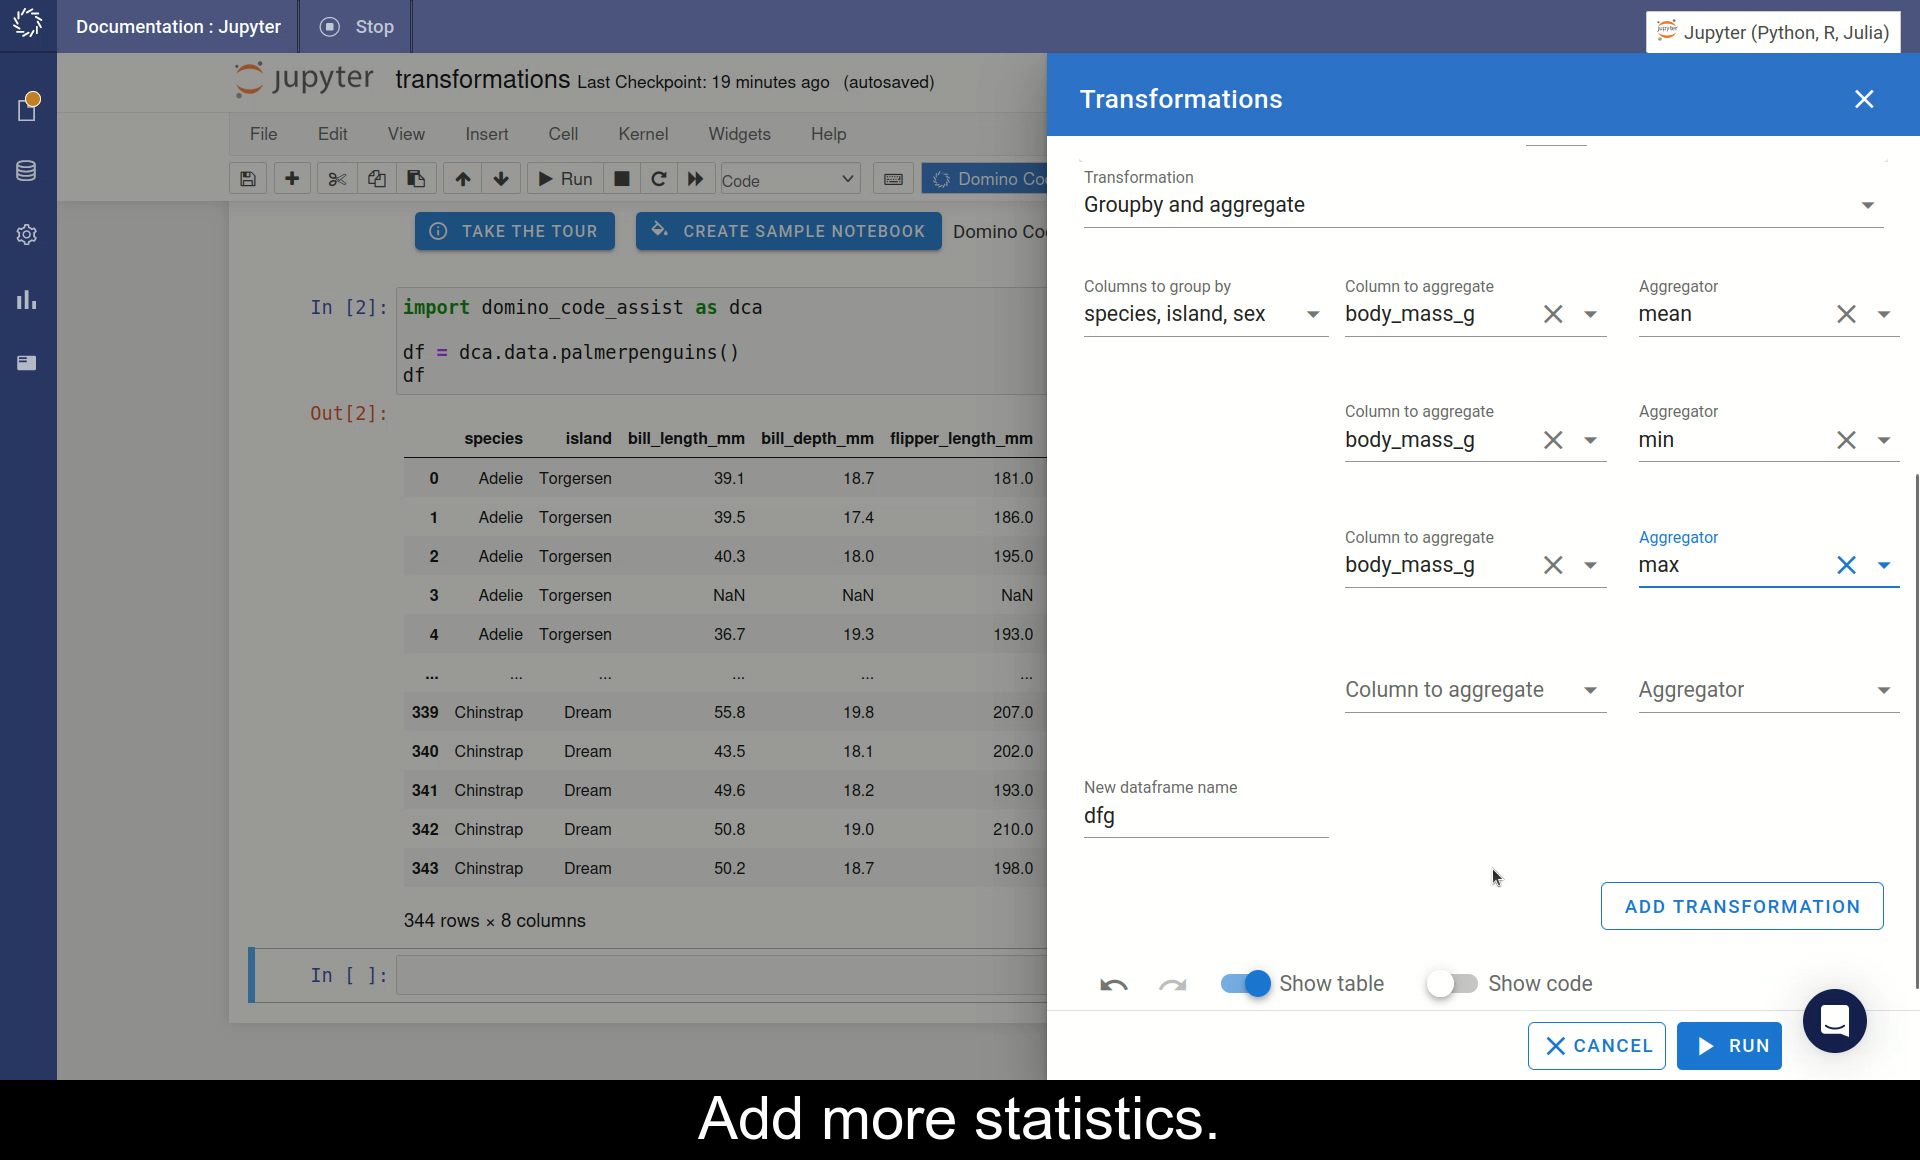 Documentation : Jupyter
Stop
Jupyter (Python, R, Julia)
jupyter transformations Last Checkpoint: 19 minutes ago (autosaved)
File Edit View Insert Cell Kernel Widgets Help
Run Code Domino Co
TAKE THE TOUR CREATE SAMPLE NOTEBOOK Domino Co
In [2]: import domino_code_assist as dca
df = dca.data.palmerpenguins()
df
Out[2]:
species island bill_length_mm bill_depth_mm flipper_length_mm
0 Adelie Torgersen 39.1 18.7 181.0
1 Adelie Torgersen 39.5 17.4 186.0
2 Adelie Torgersen 40.3 18.0 195.0
3 Adelie Torgersen NaN NaN NaN
4 Adelie Torgersen 36.7 19.3 193.0
... ... ... ... ... ...
339 Chinstrap Dream 55.8 19.8 207.0
340 Chinstrap Dream 43.5 18.1 202.0
341 Chinstrap Dream 49.6 18.2 193.0
342 Chinstrap Dream 50.8 19.0 210.0
343 Chinstrap Dream 50.2 18.7 198.0
344 rows × 8 columns
In [ ]:
Transformations
Transformation
Groupby and aggregate
Columns to group by Column to aggregate Aggregator
species, island, sex body_mass_g mean
Column to aggregate Aggregator
body_mass_g min
Column to aggregate Aggregator
body_mass_g max
Column to aggregate Aggregator
New dataframe name
dfg
ADD TRANSFORMATION
Show table Show code
CANCEL RUN
Add more statistics.